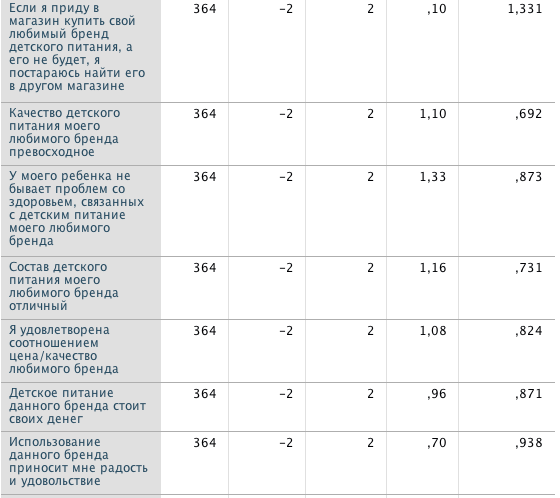 Если я приду в 364 -2 2 ,10 1,331
магазин купить свой
любимый бренд
детского питания, а
его не будет, я
постараюсь найти его
в другом магазине
Качество детского 364 -2 2 1,10 ,692
питания моего
любимого бренда
превосходное
У моего ребенка не 364 -2 2 1,33 ,873
бывает проблем со
здоровьем, связанных
с детским питание
моего любимого
бренда
Состав детского 364 -2 2 1,16 ,731
питания моего
любимого бренда
отличный
Я удовлетворена 364 -2 2 1,08 ,824
соотношением
цена/качество
любимого бренда
Детское питание 364 -2 2 ,96 ,871
данного бренда стоит
своих денег
Использование 364 -2 2 ,70 ,938
данного бренда
приносит мне радость
и удовольствие